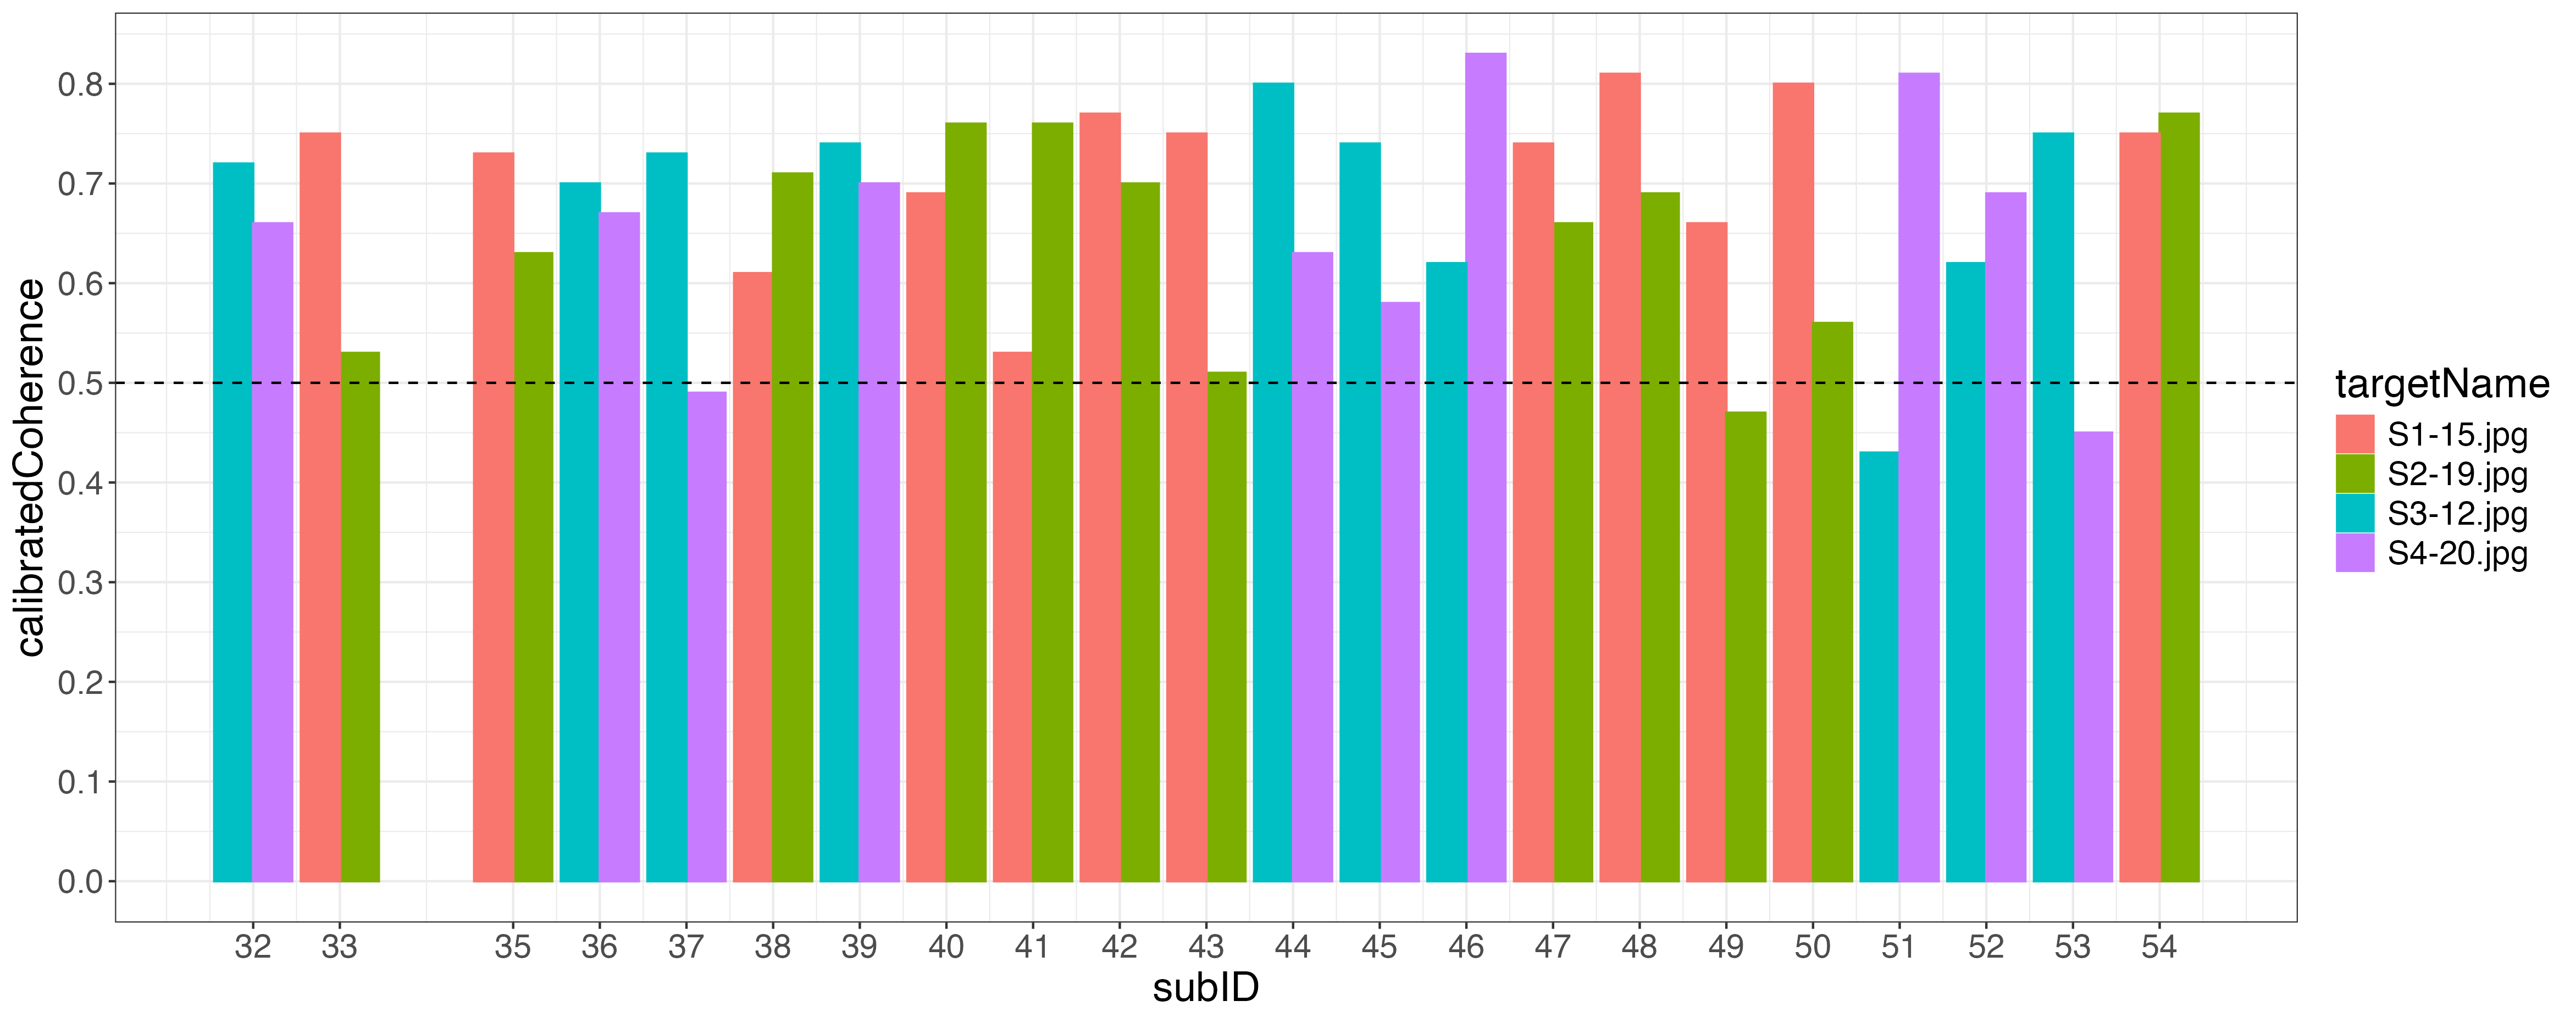 calibratedCoherence
0.8
0.7
0.6
0.5
0.4
0.3
0.2
0.1
0.0
32 33 35 36 37 38 39 40 41 42 43 44 45 46 47 48 49 50 51 52 53 54
subID
targetName
S1-15.jpg
S2-19.jpg
S3-12.jpg
S4-20.jpg